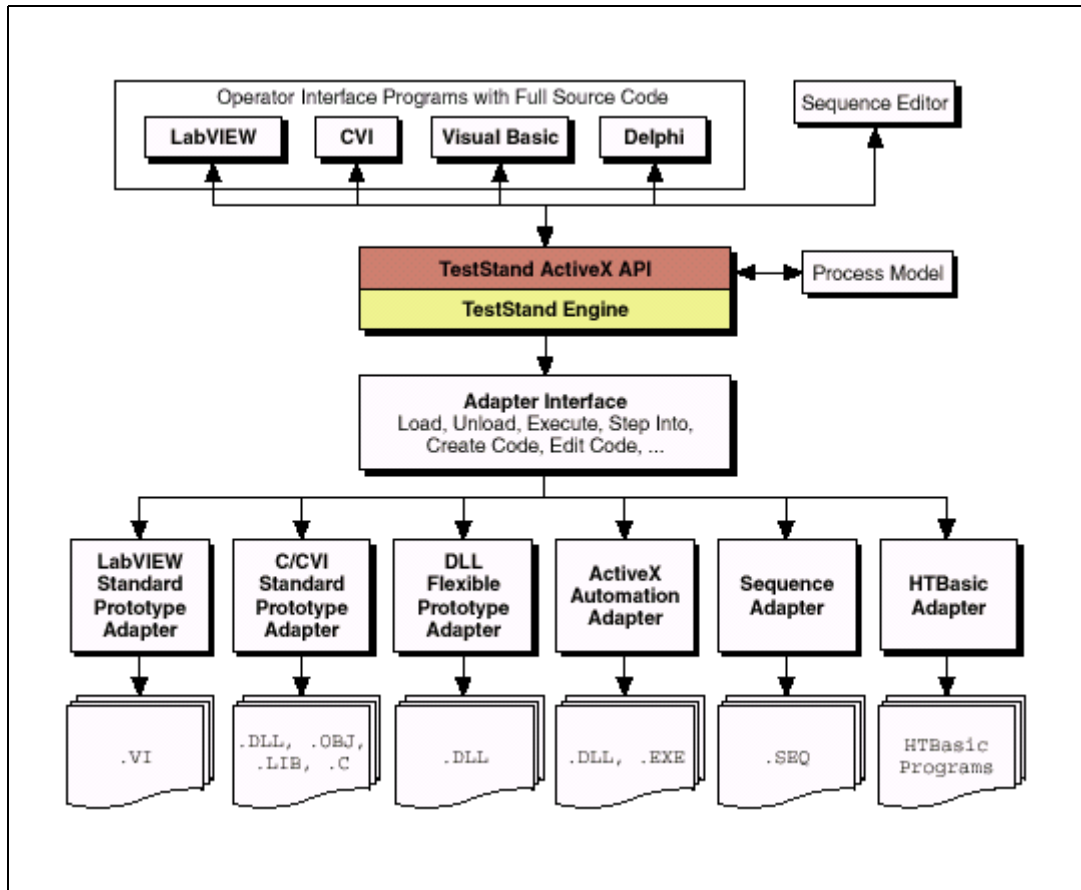 Operator Interface Programs with Full Source Code
LabVIEW
CVI
Visual Basic
Delphi
Sequence Editor
TestStand ActiveX API
TestStand Engine
Process Model
Adapter Interface
Load, Unload, Execute, Step Into,
Create Code, Edit Code, ...
LabVIEW
Standard
Prototype
Adapter
C/CVI
Standard
Prototype
Adapter
DLL
Flexible
Prototype
Adapter
ActiveX
Automation
Adapter
Sequence
Adapter
HTBasic
Adapter
.VI
.DLL, .OBJ,
.LIB, .C
.DLL
.DLL, .EXE
.SEQ
HTBasic
Programs